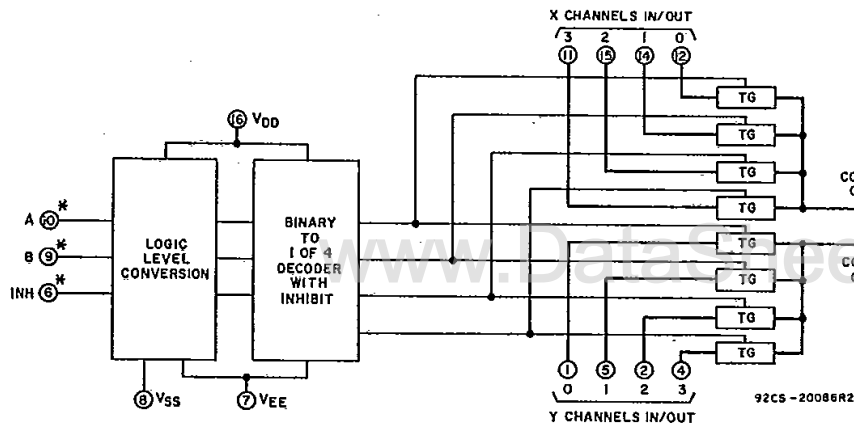 X CHANNELS IN/OUT
3 2 1 0
11 15 14 12
TG
TG
TG
TG
TG
TG
TG
TG
16 VDD
A 10 *
B 9 *
INH 6 *
LOGIC
LEVEL
CONVERSION
BINARY
TO
1 OF 4
DECODER
WITH
INHIBIT
8 VSS
7 VEE
1 5 2 4
0 1 2 3
Y CHANNELS IN/OUT
CO
C
CO
C
www.DataShee
92CS-20086R2